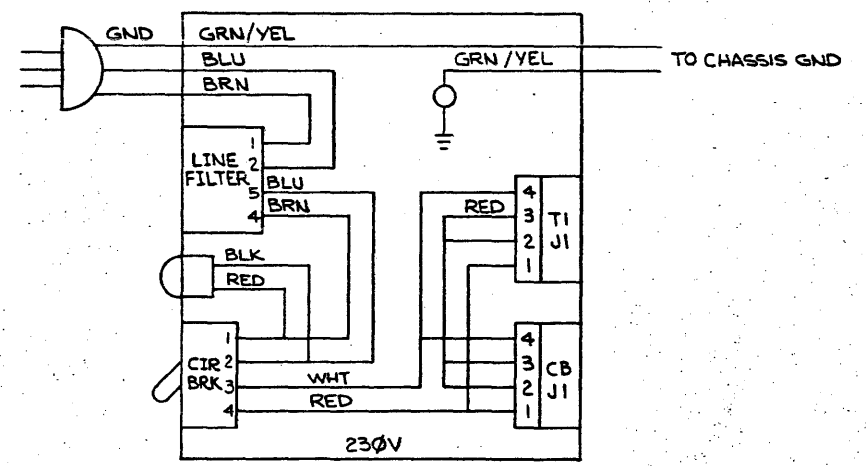 GND GRN/YEL
BLU
BRN
GRN/YEL
TO CHASSIS GND
LINE
FILTER
1
2
5
4
BLU
BRN
BLK
RED
CIR
BRK
1
2
3
4
WHT
RED
RED
4
3
2
1
T1
J1
4
3
2
1
CB
J1
23ØV